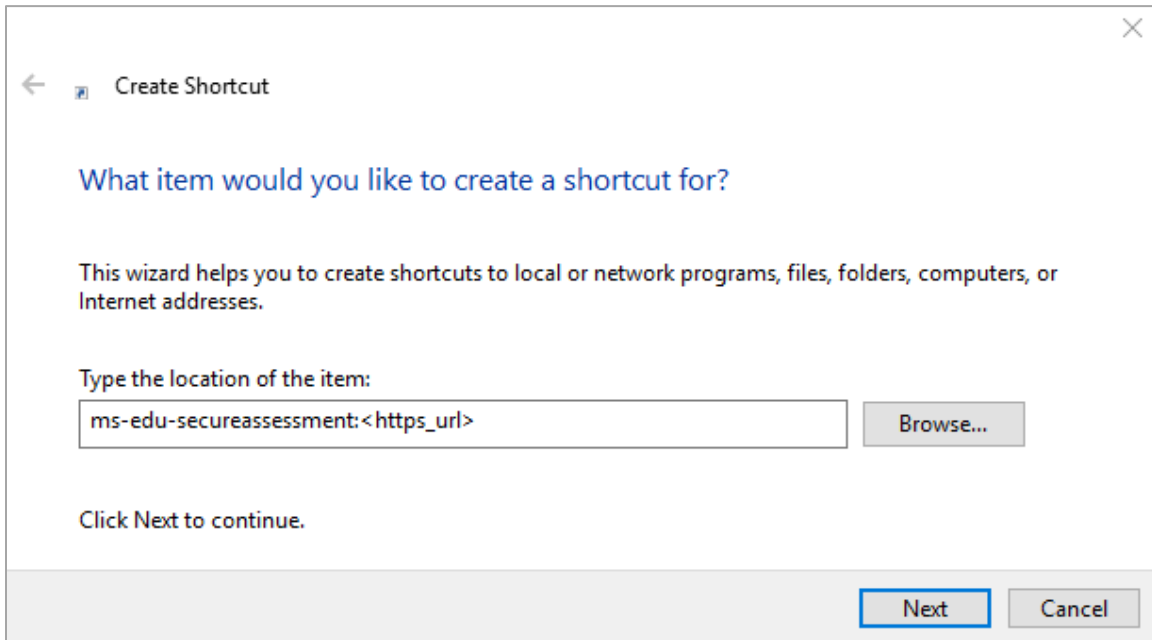 Create Shortcut
What item would you like to create a shortcut for?
This wizard helps you to create shortcuts to local or network programs, files, folders, computers, or
Internet addresses.
Type the location of the item:
ms-edu-secureassessment:<https_url>
Browse...
Click Next to continue.
Next
Cancel